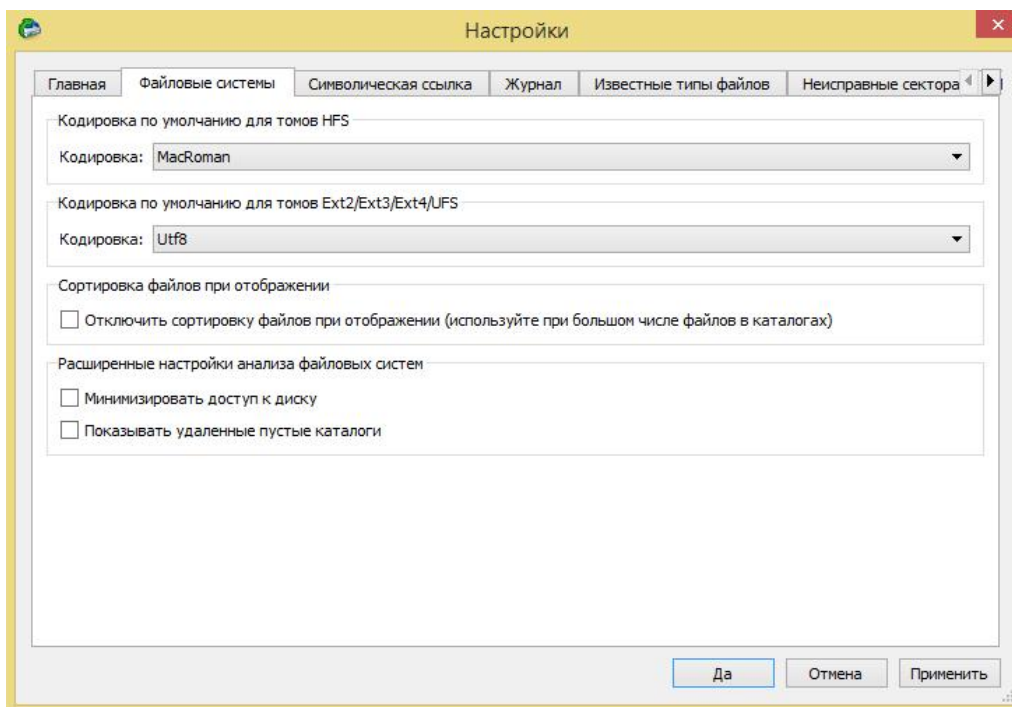 Настройки
Главная
Файловые системы
Символическая ссылка
Журнал
Известные типы файлов
Неисправные сектора
Кодировка по умолчанию для томов HFS
Кодировка: MacRoman
Кодировка по умолчанию для томов Ext2/Ext3/Ext4/UFS
Кодировка: Utf8
Сортировка файлов при отображении
Отключить сортировку файлов при отображении (используйте при большом числе файлов в каталогах)
Расширенные настройки анализа файловых систем
Минимизировать доступ к диску
Показывать удаленные пустые каталоги
Да
Отмена
Применить